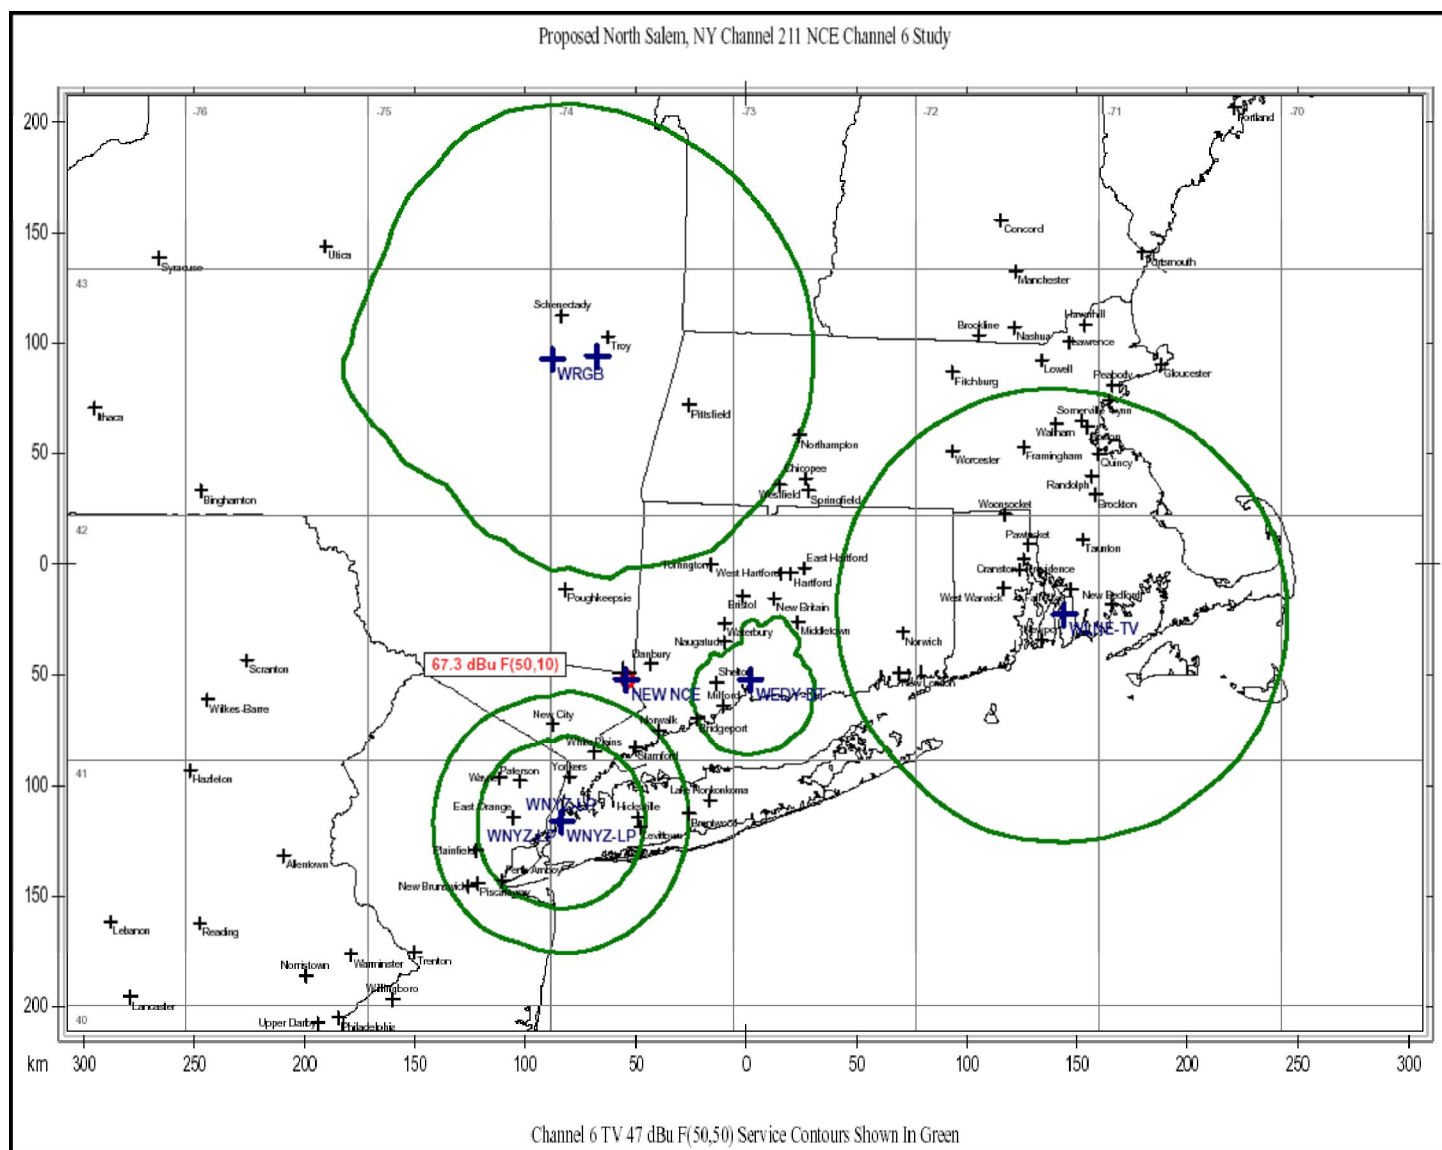 Proposed North Salem, NY Channel 211 NCE Channel 6 Study
-76
-75
-74
-73
-72
-71
-70
200
Portland
150
Concord
Utica
Syracuse
Portsmouth
Manchester
43
Schenectady
Haverhill
Brookline
Nashua
100
Troy
Lawrence
WRGB
Lowell
Gloucester
Fitchburg
Peabody
Ithaca
Pittsfield
Somerville
Lynn
Waltham
Northampton
50
Worcester
Framingham
Quincy
Chicopee
Randolph
Binghamton
Westfield
Springfield
Brockton
Woonsocket
42
Pawtucket
Taunton
0
Torrington
West Hartford
East Hartford
Hartford
Cranston
Providence
Poughkeepsie
West Warwick
New Bedford
Bristol
New Britain
Waterbury
Middletown
WLNE-TV
Naugatuck
Norwich
Newport
Danbury
67.3 dBu F(50,10)
Scranton
50
Shelton
New London
NEW NCE
Milford
WEDY-DT
Wilkes-Barre
New City
Norwalk
Bridgeport
White Plains
Stamford
41
Hazleton
Wayne
Paterson
Yonkers
100
Lake Ronkonkoma
WNYZ-LP
East Orange
Hicksville
Brentwood
WNYZ-LP
WNYZ-LP
Levittown
Plainfield
Allentown
Perth Amboy
New Brunswick
Piscataway
150
Lebanon
Reading
Trenton
Norristown
Warminster
Willingboro
200
Lancaster
40
Upper Darby
Philadelphia
km
300
250
200
150
100
50
0
50
100
150
200
250
300
Channel 6 TV 47 dBu F(50,50) Service Contours Shown In Green